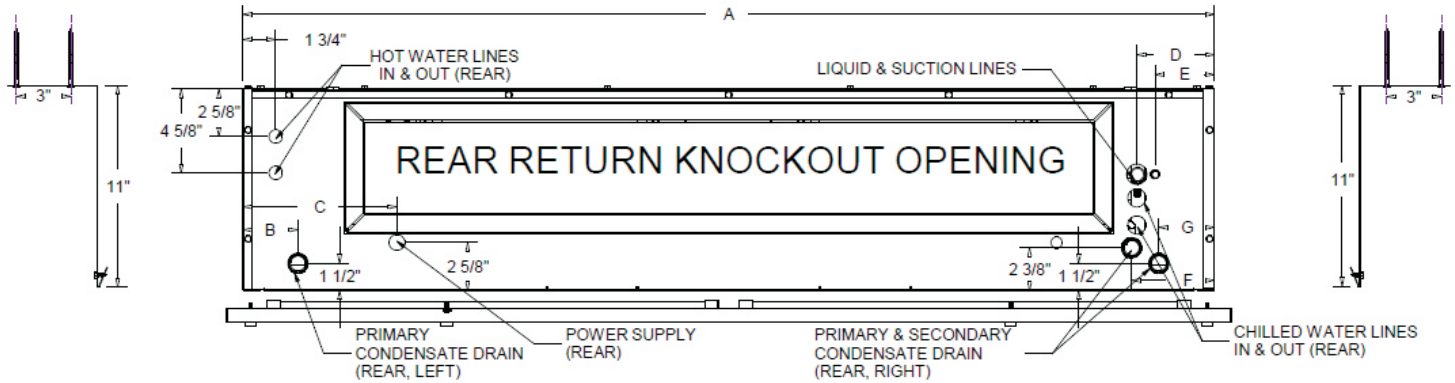 A
1 3/4"
D
HOT WATER LINES
IN & OUT (REAR)
LIQUID & SUCTION LINES
E
3"
3"
2 5/8"
4 5/8"
REAR RETURN KNOCKOUT OPENING
11"
11"
C
B
G
1 1/2"
2 5/8"
2 3/8"
1 1/2"
F
PRIMARY
CONDENSATE DRAIN
(REAR, LEFT)
POWER SUPPLY
(REAR)
PRIMARY & SECONDARY
CONDENSATE DRAIN
(REAR, RIGHT)
CHILLED WATER LINES
IN & OUT (REAR)